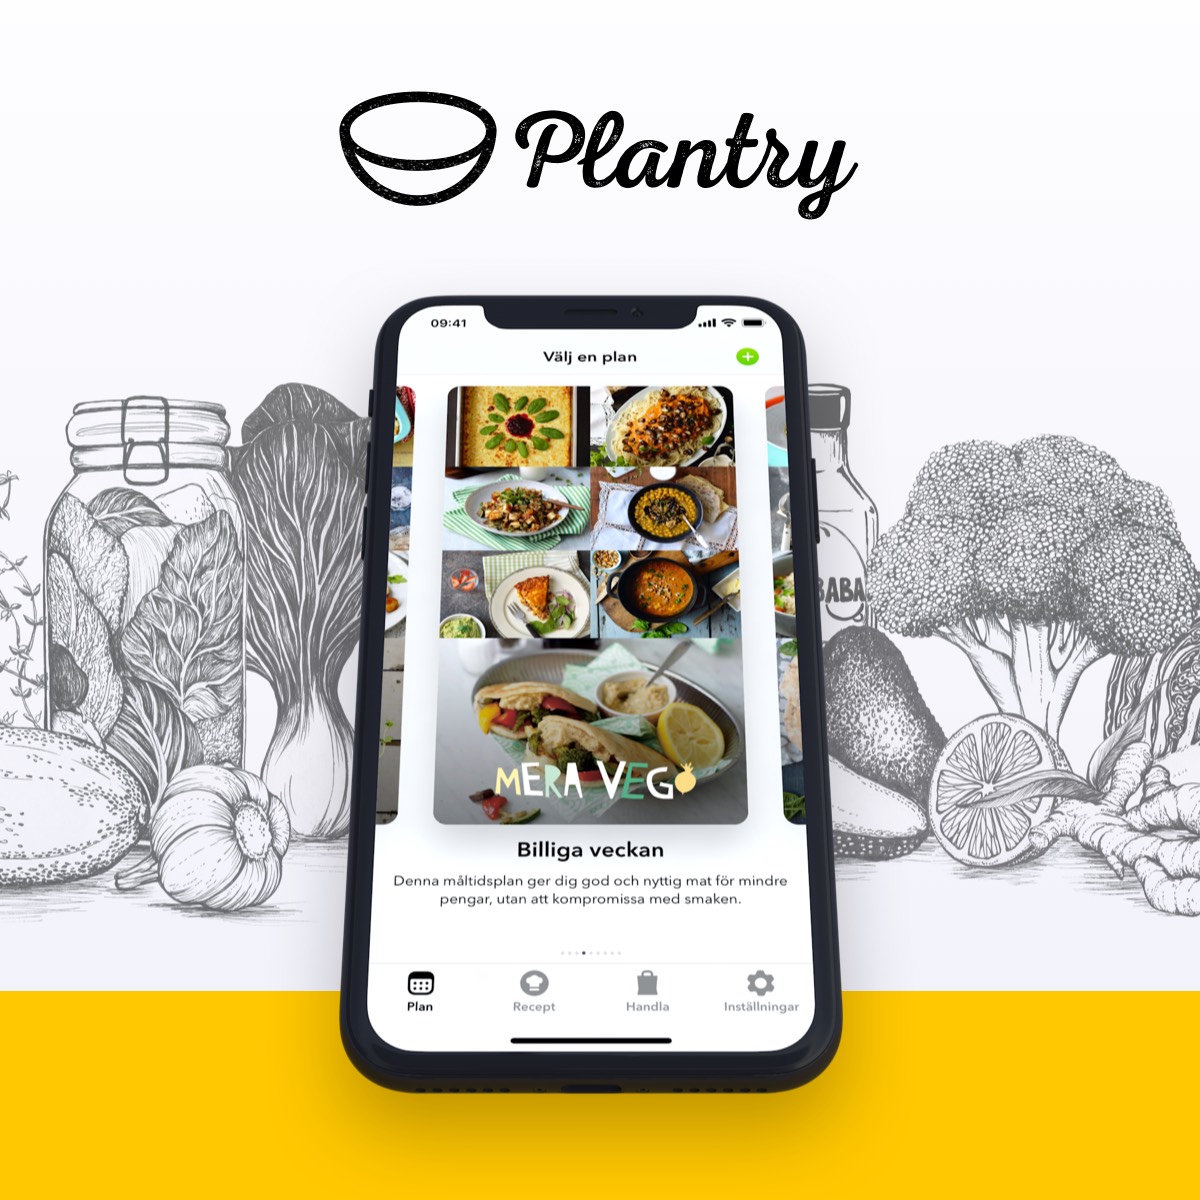 Plantry
09:41
Välj en plan
BABA
MERA VEGO
Billiga veckan
Denna måltidsplan ger dig god och nyttig mat för mindre
pengar, utan att kompromissa med smaken.
Plan
Recept
Handla
Inställningar